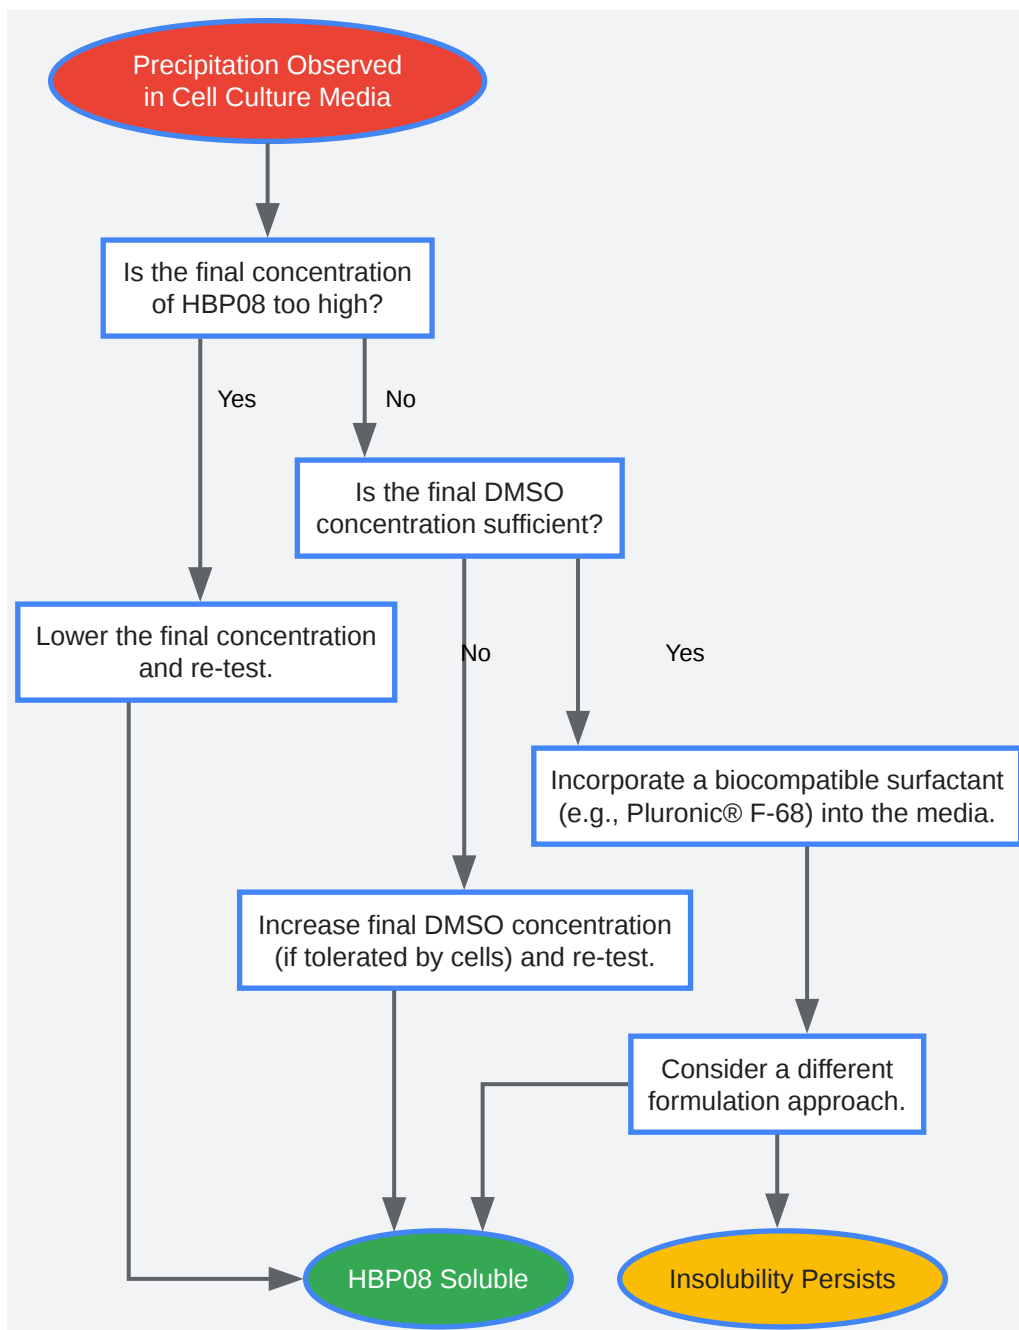 Precipitation Observed
in Cell Culture Media
Is the final concentration
of HBP08 too high?
Yes
No
Is the final DMSO
concentration sufficient?
Lower the final concentration
and re-test.
No
Yes
Incorporate a biocompatible surfactant
(e.g., Pluronic® F-68) into the media.
Increase final DMSO concentration
(if tolerated by cells) and re-test.
Consider a different
formulation approach.
HBP08 Soluble
Insolubility Persists